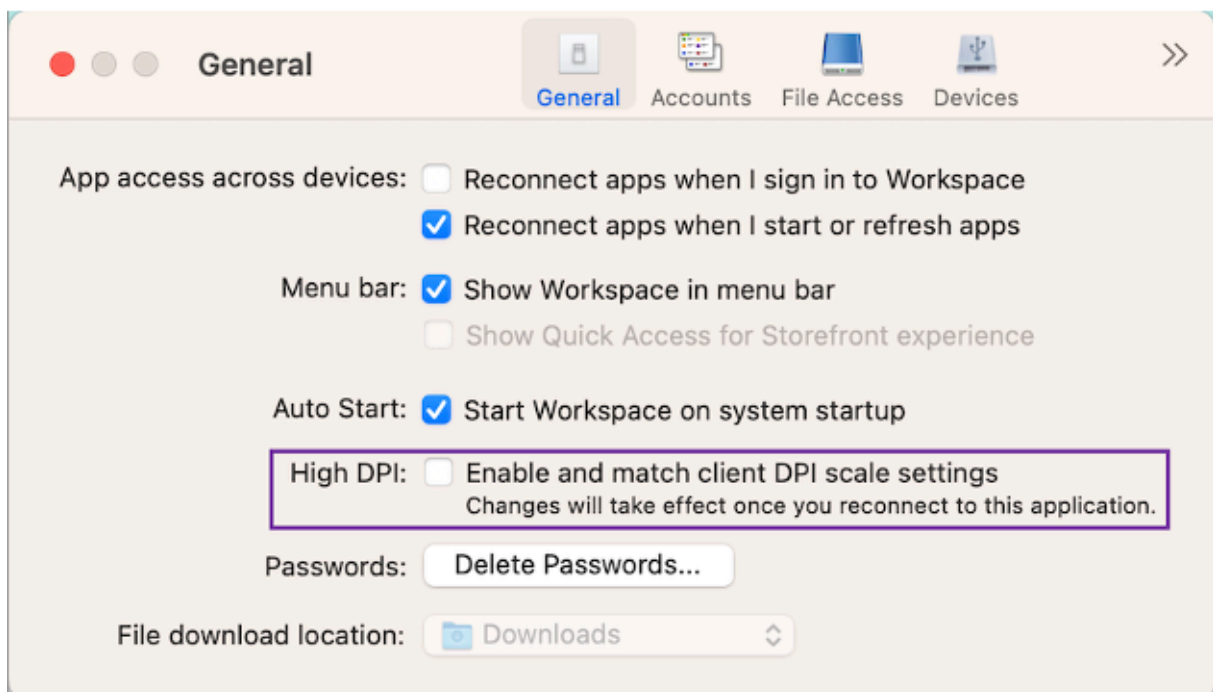 General
General Accounts File Access Devices
App access across devices: Reconnect apps when I sign in to Workspace
Reconnect apps when I start or refresh apps
Menu bar: Show Workspace in menu bar
Show Quick Access for Storefront experience
Auto Start: Start Workspace on system startup
High DPI: Enable and match client DPI scale settings
Changes will take effect once you reconnect to this application.
Passwords: Delete Passwords...
File download location: Downloads